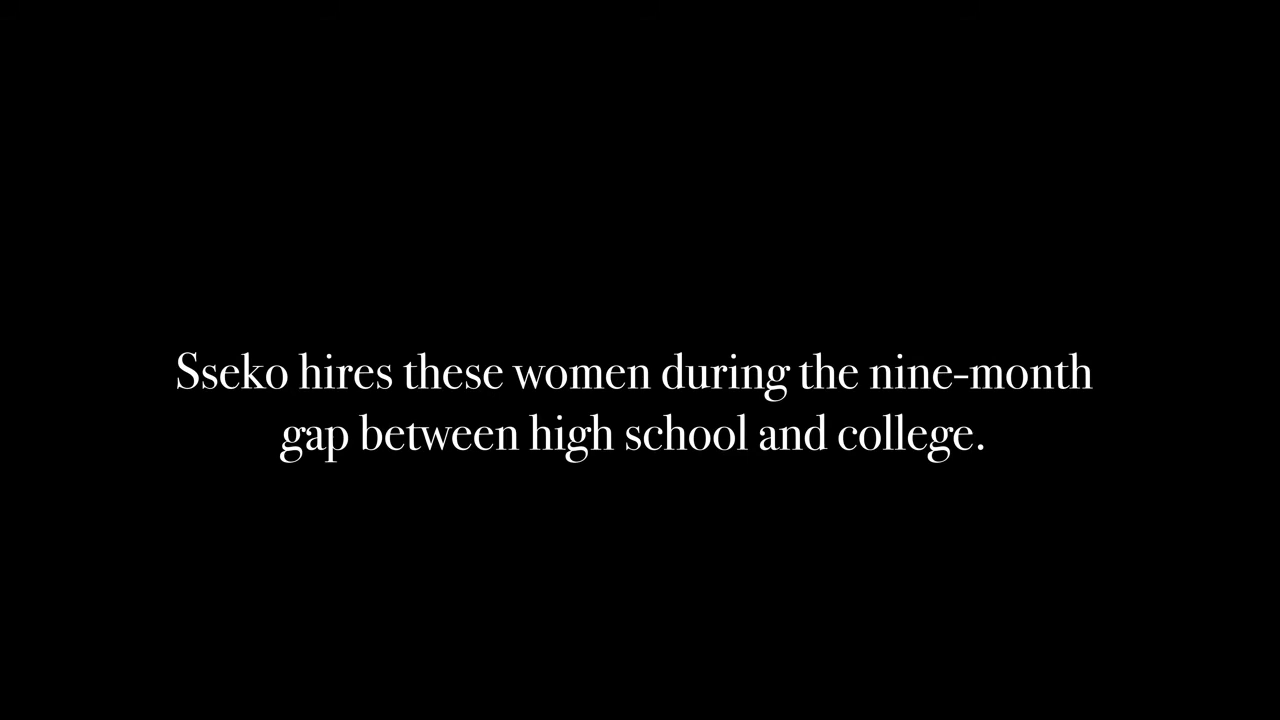 Sseko hires these women during the nine-month
gap between high school and college.